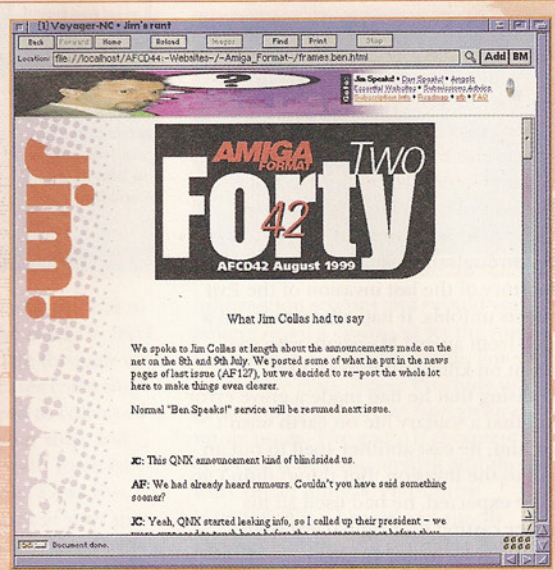 [1] Voyager-NC • Jim's rant
Back Forward Home Reload Images Find Print Stop
Location: file://localhost/AFCD44:-Websites-/-Amiga_Format-/frames.ben.html Add BM
?
Goto:
Jim Speaks! • Dan Speaks! • Angela
Essential Websites • Submissions Advice
Subscription Info • Readmap • afb • FAQ
Jim! Spea
AMIGA
FORMAT
Forty
TWO
42
AFCD42 August 1999
What Jim Collas had to say
We spoke to Jim Collas at length about the announcements made on the
net on the 8th and 9th July. We posted some of what he put in the news
pages of last issue (AF127), but we decided to re-post the whole lot
here to make things even clearer.
Normal "Ben Speaks!" service will be resumed next issue.
JC: This QNX announcement kind of blindsided us.
AF: We had already heard rumours. Couldn't you have said something
sooner?
JC: Yeah, QNX started leaking info, so I called up their president - we
Document done.